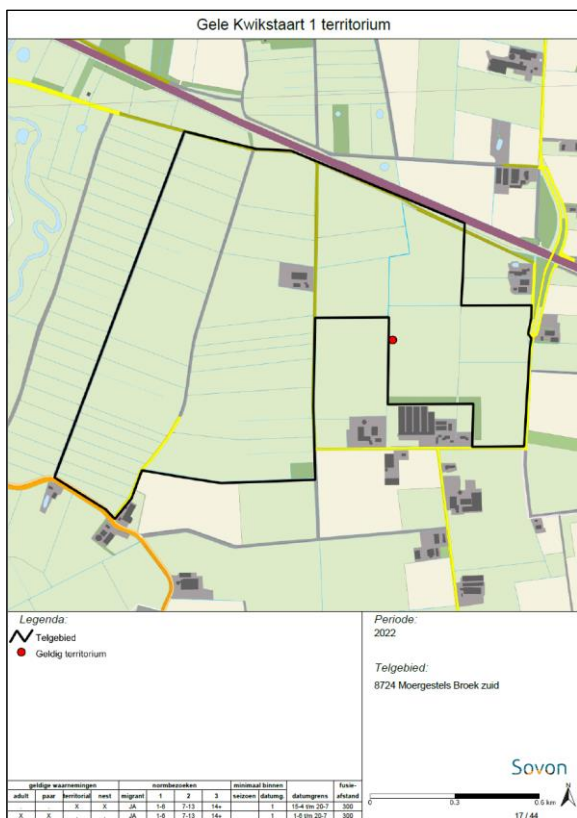 Gele Kwikstaart 1 territorium
Legenda:
Telgebied
Geldig territorium
Periode:
2022
Telgebied:
8724 Moergestels Broek zuid
Sovon
0 0.3 0.6 km
N
17 / 44
geldige waarnemingen normbezoeken minimaal binnen fusie-
adult paar territoriaal nest migrant 1 2 3 seizoen datumg. datumgrens afstand
. . X X JA 1-6 7-13 14+ 1 15-4 t/m 20-7 300
X X . . JA 1-6 7-13 14+ 1 1-6 t/m 20-7 300